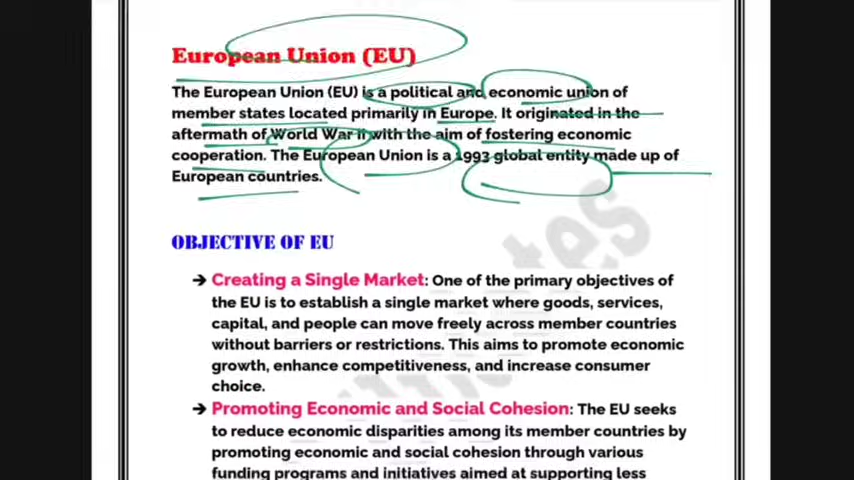 European Union (EU)
The European Union (EU) is a political and economic union of
member states located primarily in Europe. It originated in the
aftermath of World War II with the aim of fostering economic
cooperation. The European Union is a 1993 global entity made up of
European countries.
OBJECTIVE OF EU
→ Creating a Single Market: One of the primary objectives of
the EU is to establish a single market where goods, services,
capital, and people can move freely across member countries
without barriers or restrictions. This aims to promote economic
growth, enhance competitiveness, and increase consumer
choice.
→ Promoting Economic and Social Cohesion: The EU seeks
to reduce economic disparities among its member countries by
promoting economic and social cohesion through various
funding programs and initiatives aimed at supporting less